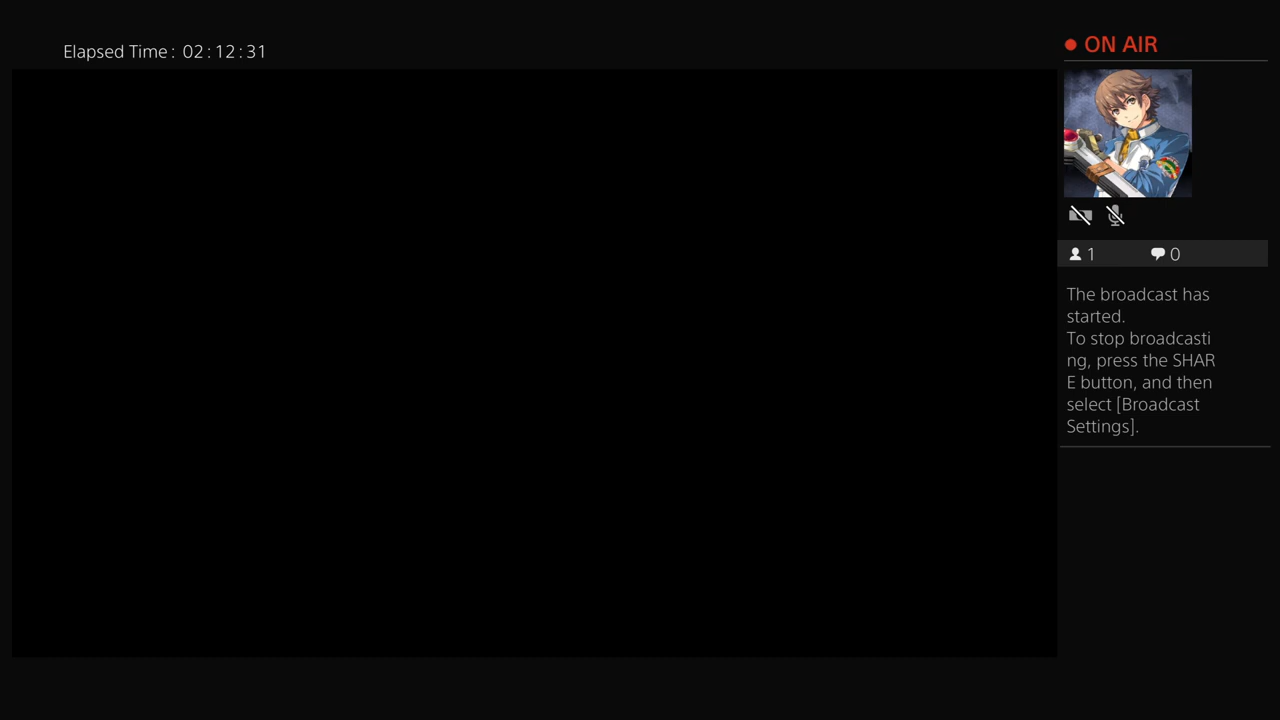 Elapsed Time : 02 : 12 : 31
ON AIR
1
0
The broadcast has
started.
To stop broadcasti
ng, press the SHAR
E button, and then
select [Broadcast
Settings].